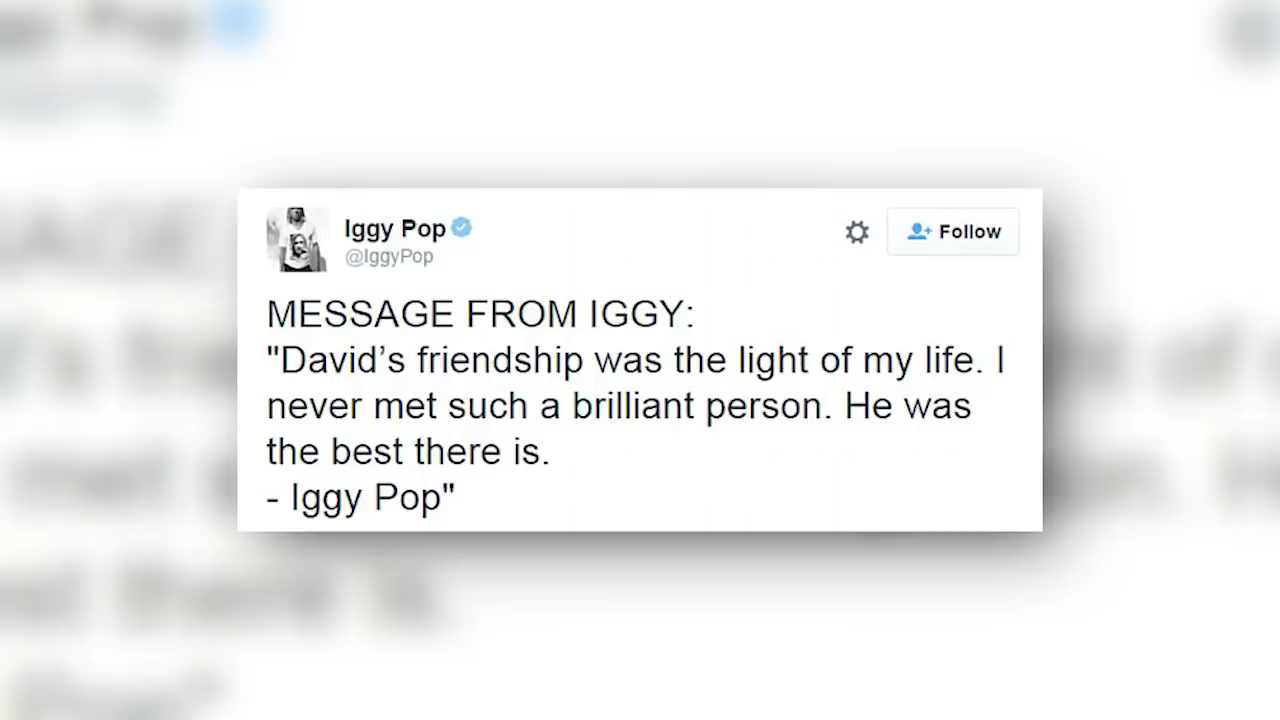 Iggy Pop
@IggyPop
Follow
MESSAGE FROM IGGY:
"David’s friendship was the light of my life. I
never met such a brilliant person. He was
the best there is.
- Iggy Pop"